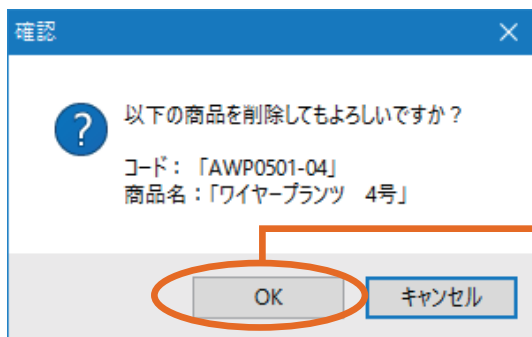 確認
以下の商品を削除してもよろしいですか？
コード：「AWP0501-04」
商品名：「ワイヤープランツ　4号」
OK
キャンセル